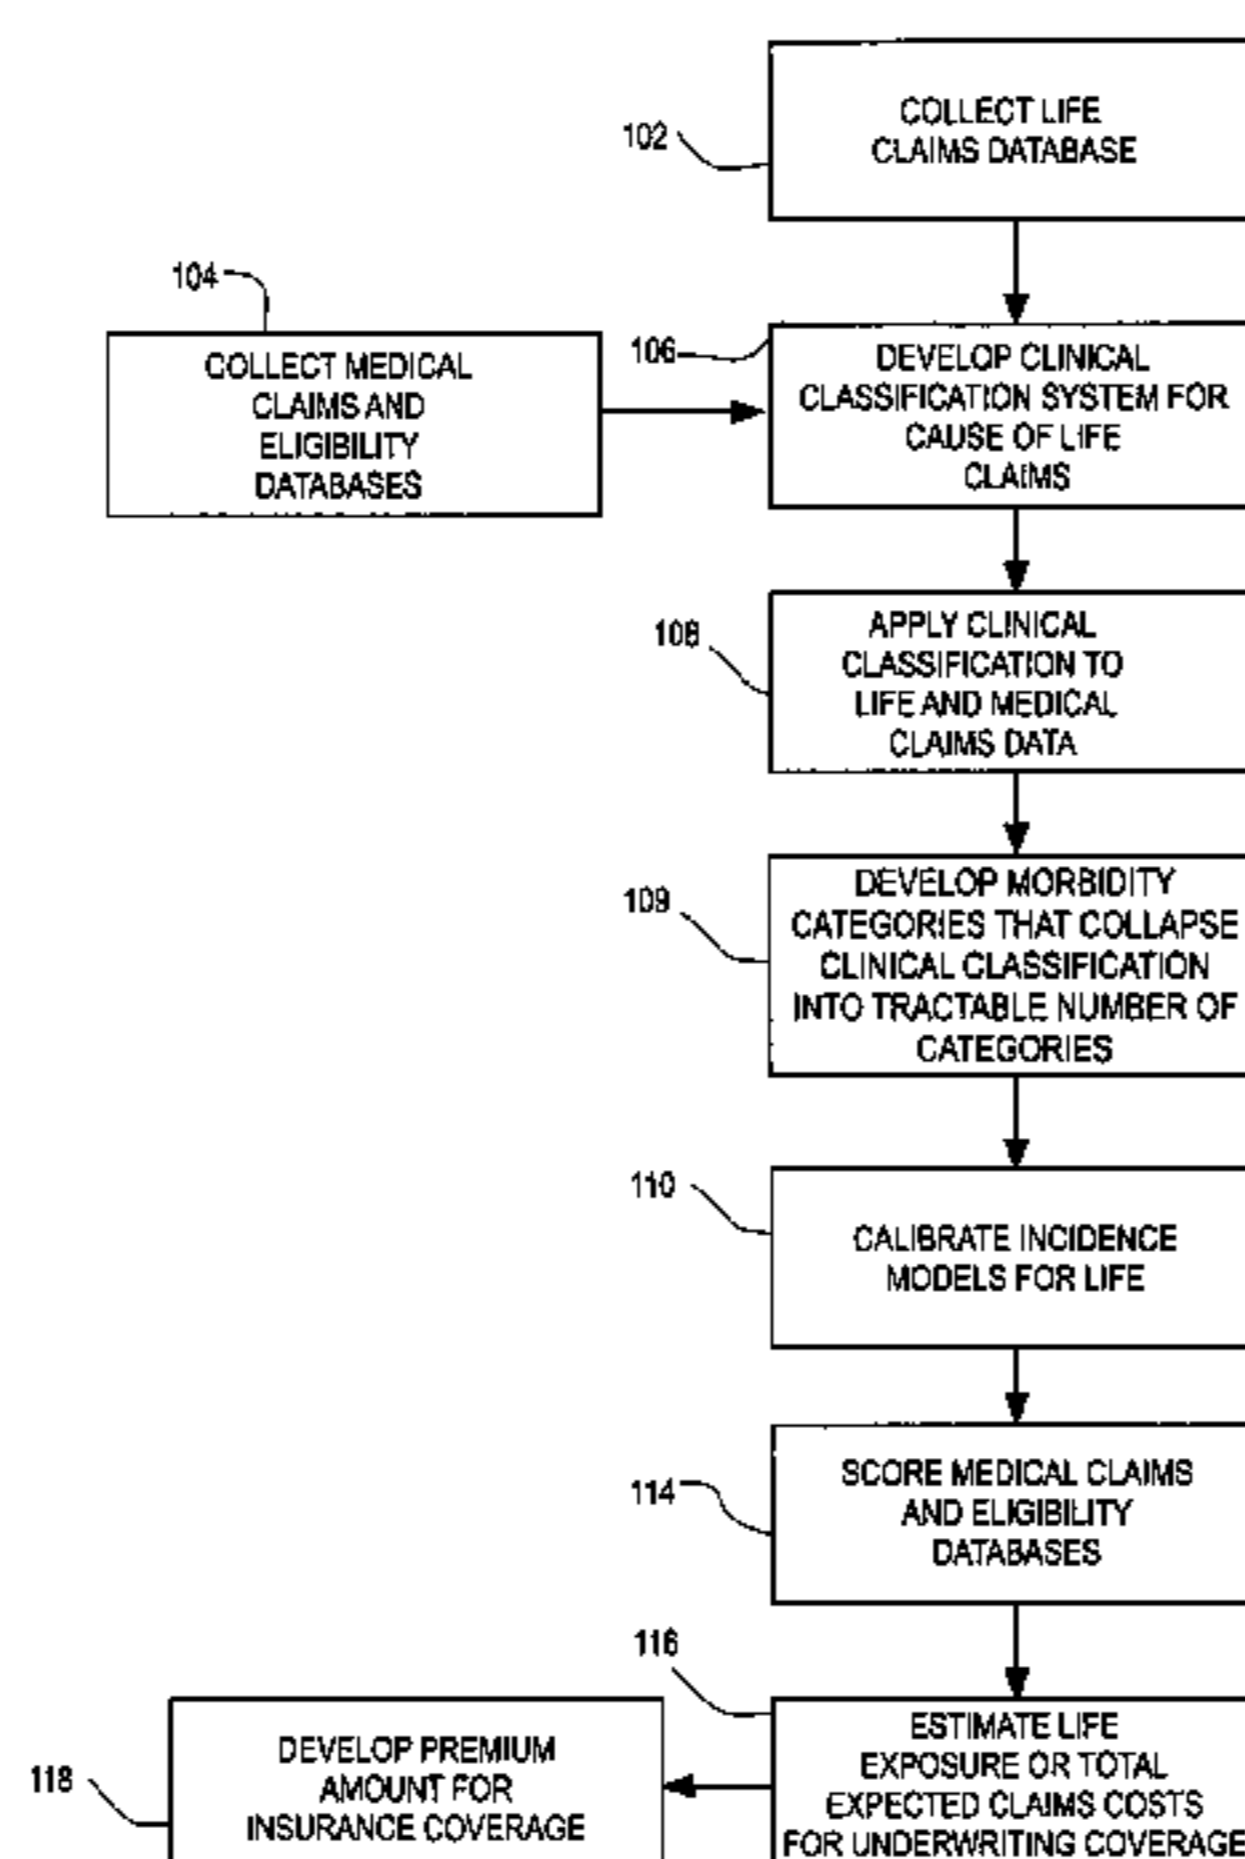 102
COLLECT LIFE
CLAIMS DATABASE
104
COLLECT MEDICAL
CLAIMS AND
ELIGIBILITY
DATABASES
106
DEVELOP CLINICAL
CLASSIFICATION SYSTEM FOR
CAUSE OF LIFE
CLAIMS
108
APPLY CLINICAL
CLASSIFICATION TO
LIFE AND MEDICAL
CLAIMS DATA
109
DEVELOP MORBIDITY
CATEGORIES THAT COLLAPSE
CLINICAL CLASSIFICATION
INTO TRACTABLE NUMBER OF
CATEGORIES
110
CALIBRATE INCIDENCE
MODELS FOR LIFE
114
SCORE MEDICAL CLAIMS
AND ELIGIBILITY
DATABASES
116
ESTIMATE LIFE
EXPOSURE OR TOTAL
EXPECTED CLAIMS COSTS
FOR UNDERWRITING COVERAGE
118
DEVELOP PREMIUM
AMOUNT FOR
INSURANCE COVERAGE